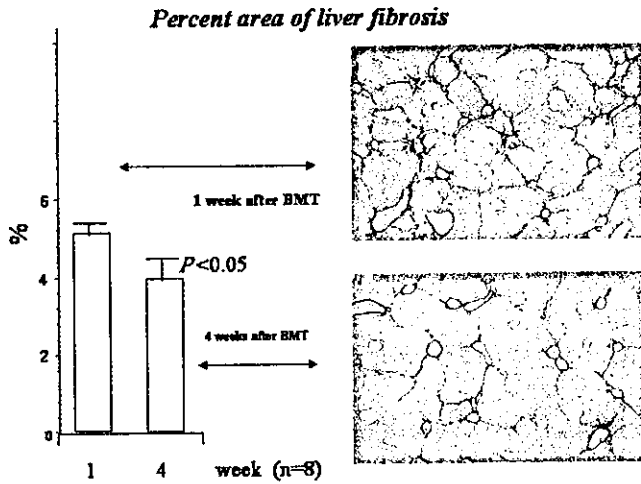 Percent area of liver fibrosis
%
6
4
2
0
1 week after BMT
P<0.05
4 weeks after BMT
1 4 week (n=8)